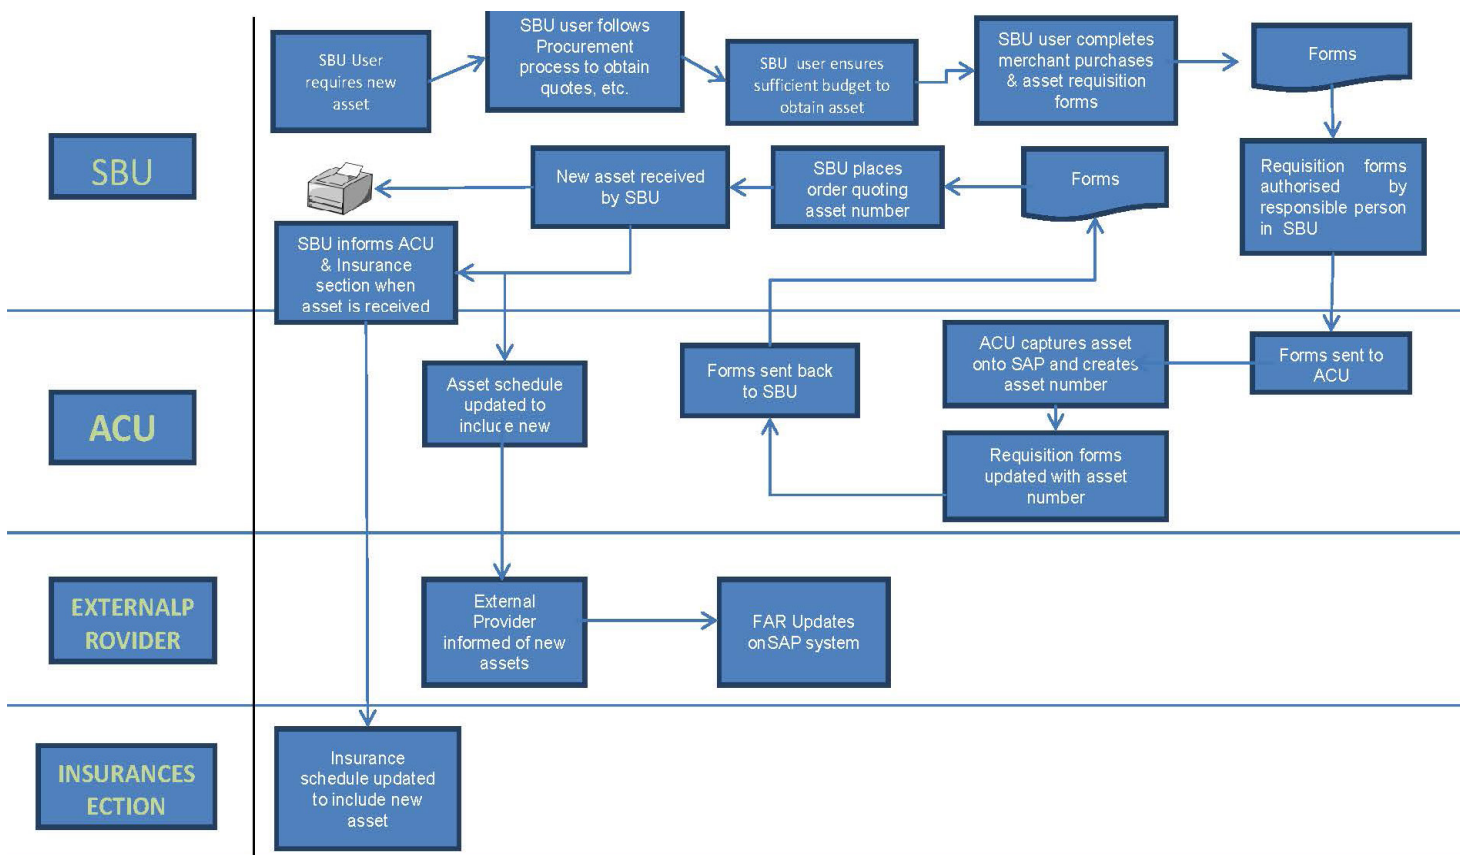 SBU
SBU User
requires new
asset
SBU user follows
Procurement
process to obtain
quotes, etc.
SBU user ensures
sufficient budget to
obtain asset
SBU user completes
merchant purchases
& asset requisition
forms
Forms
Requisition forms
authorised by
responsible person
in SBU
Forms
SBU places
order quoting
asset number
New asset received
by SBU
SBU informs ACU
& Insurance
section when
asset is received
ACU
Asset schedule
updated to
include new
Forms sent back
to SBU
ACU captures asset
onto SAP and creates
asset number
Forms sent to
ACU
Requisition forms
updated with asset
number
EXTERNALP
ROVIDER
External
Provider
informed of new
assets
FAR Updates
onSAP system
INSURANCES
ECTION
Insurance
schedule updated
to include new
asset